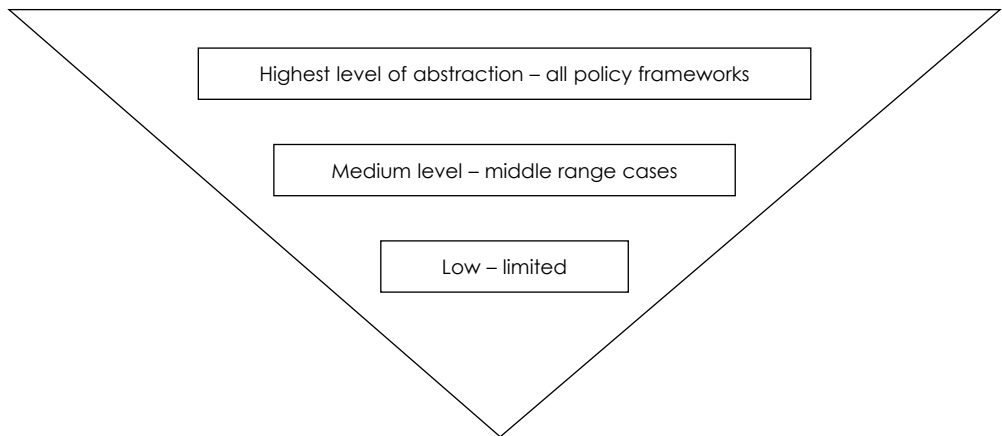 Highest level of abstraction – all policy frameworks
Medium level – middle range cases
Low – limited